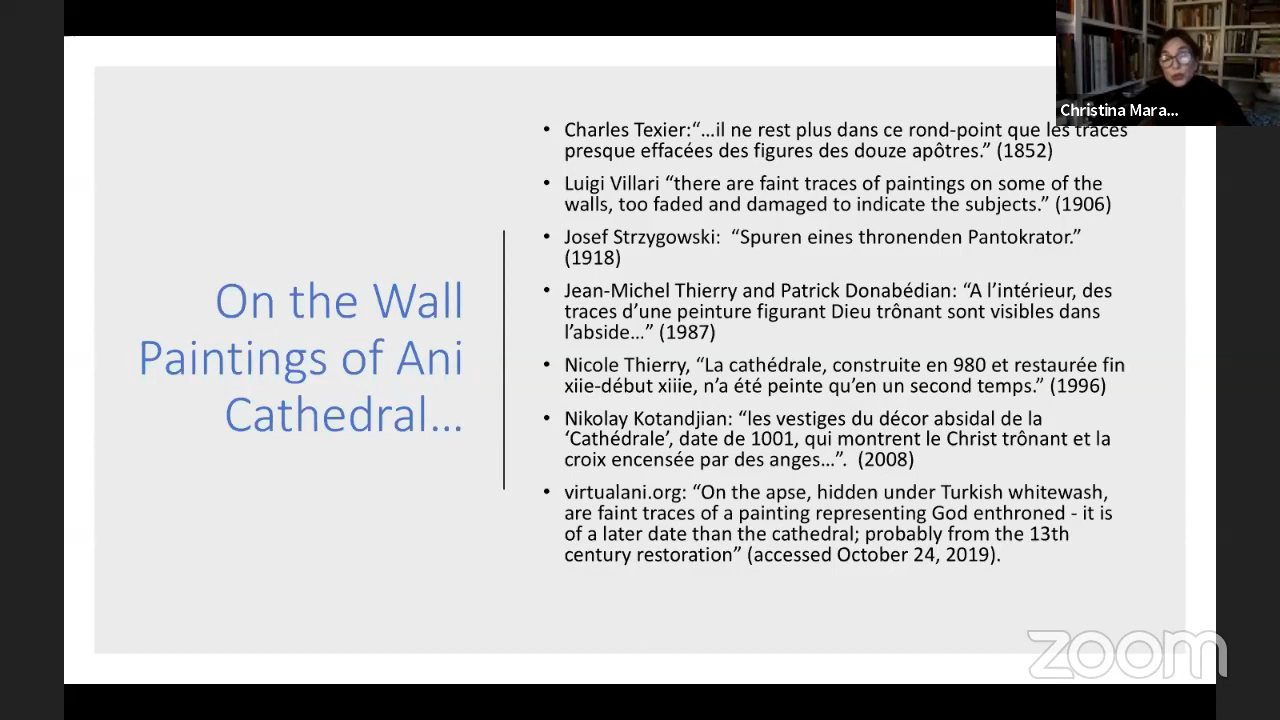 Christina Mara...
On the Wall
Paintings of Ani
Cathedral...
• Charles Texier:“...il ne rest plus dans ce rond-point que les traces
presque effacées des figures des douze apôtres.” (1852)
• Luigi Villari “there are faint traces of paintings on some of the
walls, too faded and damaged to indicate the subjects.” (1906)
• Josef Strzygowski: “Spuren eines thronenden Pantokrator.”
(1918)
• Jean-Michel Thierry and Patrick Donabédian: “A l’intérieur, des
traces d’une peinture figurant Dieu trônant sont visibles dans
l’abside...” (1987)
• Nicole Thierry, “La cathédrale, construite en 980 et restaurée fin
xiie-début xiiie, n’a été peinte qu’en un second temps.” (1996)
• Nikolay Kotandjian: “les vestiges du décor absidal de la
‘Cathédrale’, date de 1001, qui montrent le Christ trônant et la
croix encensée par des anges...”. (2008)
• virtualani.org: “On the apse, hidden under Turkish whitewash,
are faint traces of a painting representing God enthroned - it is
of a later date than the cathedral; probably from the 13th
century restoration” (accessed October 24, 2019).
zoom